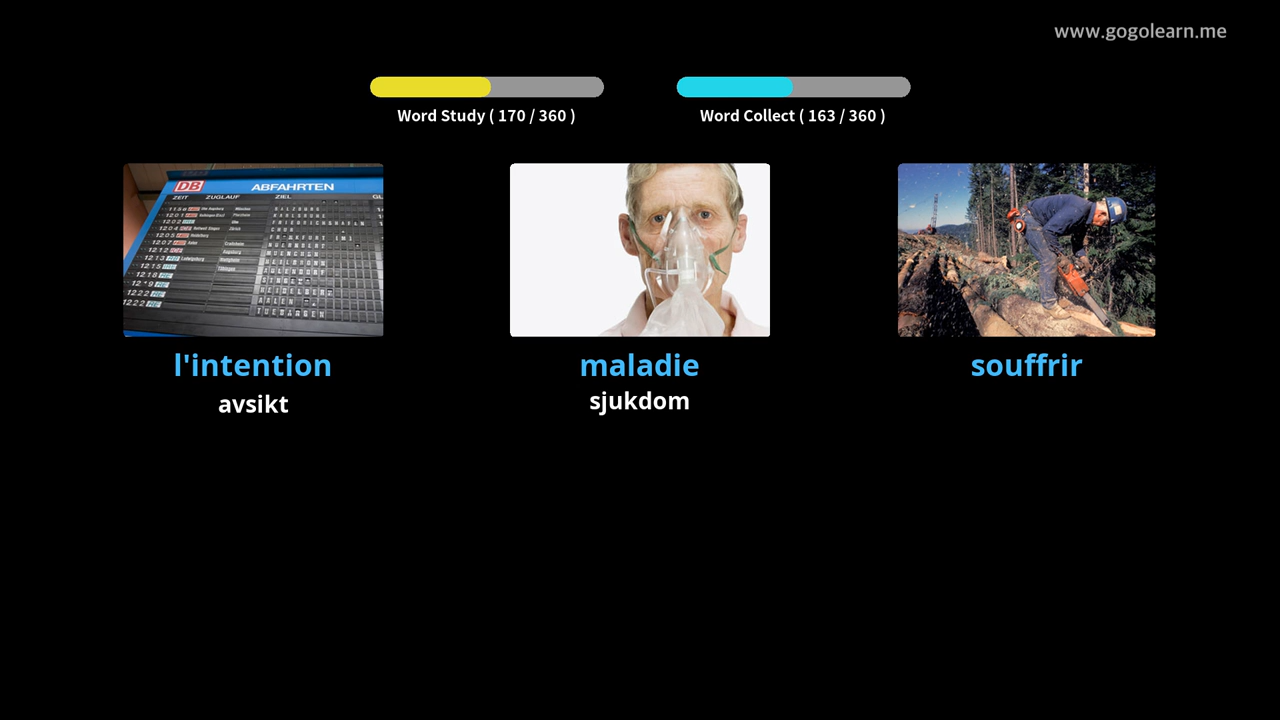 www.gogolearn.me
Word Study ( 170 / 360 )
Word Collect ( 163 / 360 )
DB ABFAHRTEN
ZEIT ZUGLAUF ZIEL
l'intention
maladie
souffrir
avsikt
sjukdom